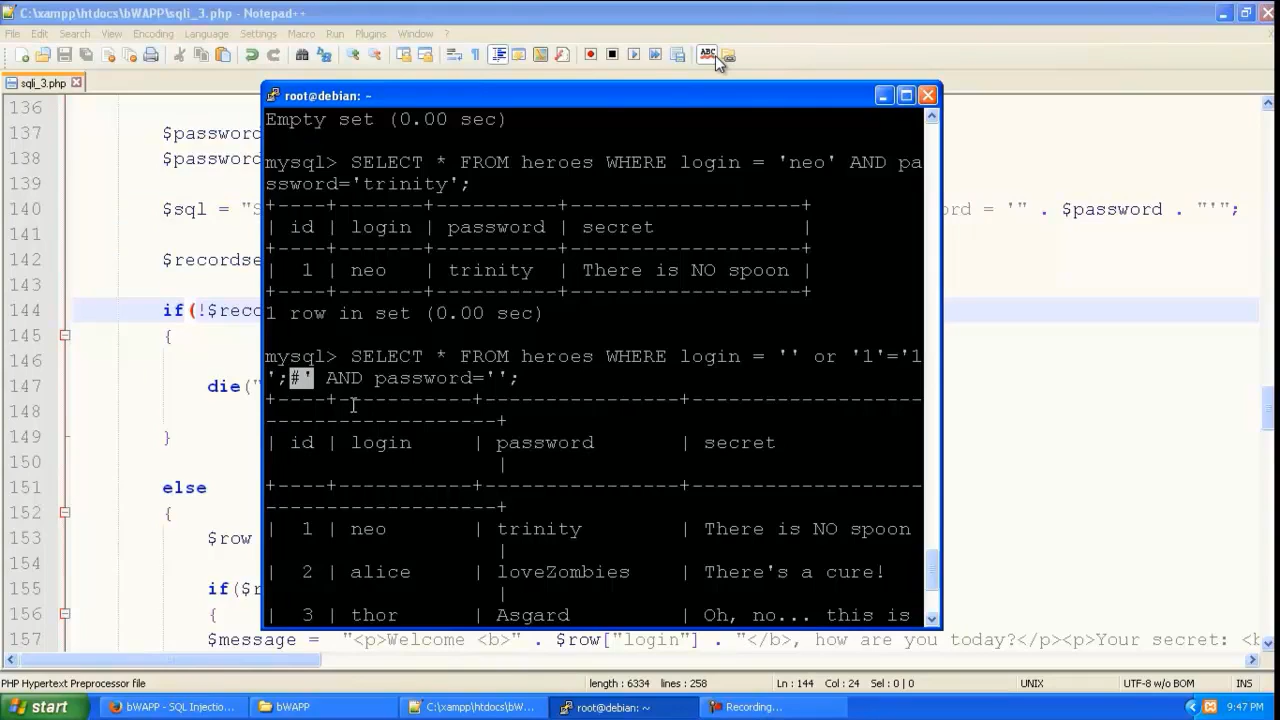 C:\xampp\htdocs\bWAPP\sqli_3.php - Notepad++
File Edit Search View Encoding Language Settings Macro Run Plugins Window ?
sqli_3.php
root@debian: ~
136
137 $password
138 $password
139
140 $sql = "S
ord = '" . $password . "'";
141
142 $recordse
143
144 if(!$reco
145 {
146
147 die("
148
149 }
150
151 else
152 {
153 $row
154
155 if($r
156 {
157 $message = "<p>Welcome <b>" . $row["login"] . "</b>, how are you today?</p><p>Your secret: <b
Empty set (0.00 sec)
mysql> SELECT * FROM heroes WHERE login = 'neo' AND pa
ssword='trinity';
+----+-------+----------+-------------------+
| id | login | password | secret |
+----+-------+----------+-------------------+
| 1 | neo | trinity | There is NO spoon |
+----+-------+----------+-------------------+
1 row in set (0.00 sec)
mysql> SELECT * FROM heroes WHERE login = '' or '1'='1
';#' AND password='';
+----+-----------+----------------+-------------------
-------------------+
| id | login | password | secret
|
+----+-----------+----------------+-------------------
-------------------+
| 1 | neo | trinity | There is NO spoon
|
| 2 | alice | loveZombies | There's a cure!
|
| 3 | thor | Asgard | Oh, no... this is
PHP Hypertext Preprocessor file length : 6334 lines : 258 Ln : 144 Col : 24 Sel : 0 | 0 UNIX UTF-8 w/o BOM INS
start bWAPP - SQL Injectio... bWAPP C:\xampp\htdocs\bW... root@debian: ~ Recording... 9:47 PM